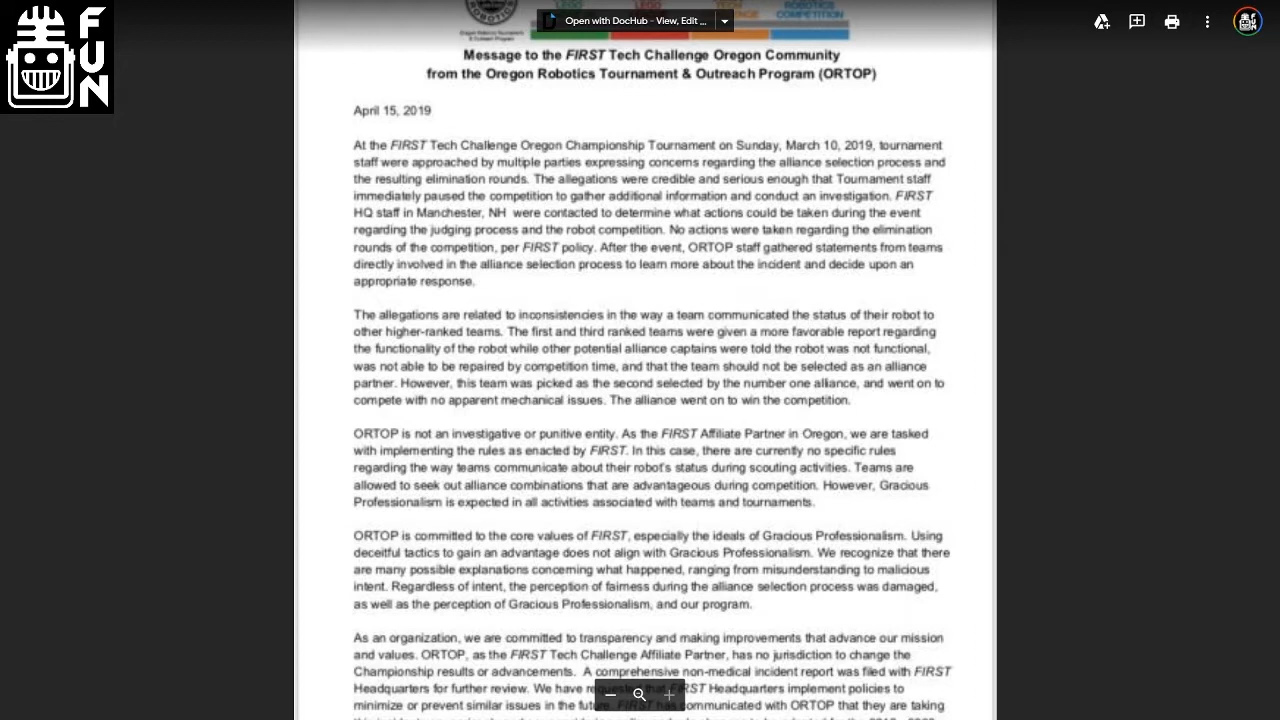 FUN
ROBOTICS
Open with DocHub - View, Edit ...
COMPETITION
Message to the FIRST Tech Challenge Oregon Community
from the Oregon Robotics Tournament & Outreach Program (ORTOP)
April 15, 2019
At the FIRST Tech Challenge Oregon Championship Tournament on Sunday, March 10, 2019, tournament
staff were approached by multiple parties expressing concerns regarding the alliance selection process and
the resulting elimination rounds. The allegations were credible and serious enough that Tournament staff
immediately paused the competition to gather additional information and conduct an investigation. FIRST
HQ staff in Manchester, NH were contacted to determine what actions could be taken during the event
regarding the judging process and the robot competition. No actions were taken regarding the elimination
rounds of the competition, per FIRST policy. After the event, ORTOP staff gathered statements from teams
directly involved in the alliance selection process to learn more about the incident and decide upon an
appropriate response.
The allegations are related to inconsistencies in the way a team communicated the status of their robot to
other higher-ranked teams. The first and third ranked teams were given a more favorable report regarding
the functionality of the robot while other potential alliance captains were told the robot was not functional,
was not able to be repaired by competition time, and that the team should not be selected as an alliance
partner. However, this team was picked as the second selected by the number one alliance, and went on to
compete with no apparent mechanical issues. The alliance went on to win the competition.
ORTOP is not an investigative or punitive entity. As the FIRST Affiliate Partner in Oregon, we are tasked
with implementing the rules as enacted by FIRST. In this case, there are currently no specific rules
regarding the way teams communicate about their robot's status during scouting activities. Teams are
allowed to seek out alliance combinations that are advantageous during competition. However, Gracious
Professionalism is expected in all activities associated with teams and tournaments.
ORTOP is committed to the core values of FIRST, especially the ideals of Gracious Professionalism. Using
deceitful tactics to gain an advantage does not align with Gracious Professionalism. We recognize that there
are many possible explanations concerning what happened, ranging from misunderstanding to malicious
intent. Regardless of intent, the perception of fairness during the alliance selection process was damaged,
as well as the perception of Gracious Professionalism, and our program.
As an organization, we are committed to transparency and making improvements that advance our mission
and values. ORTOP, as the FIRST Tech Challenge Affiliate Partner, has no jurisdiction to change the
Championship results or advancements. A comprehensive non-medical incident report was filed with FIRST
Headquarters for further review. We have requested that FIRST Headquarters implement policies to
minimize or prevent similar issues in the future. FIRST has communicated with ORTOP that they are taking